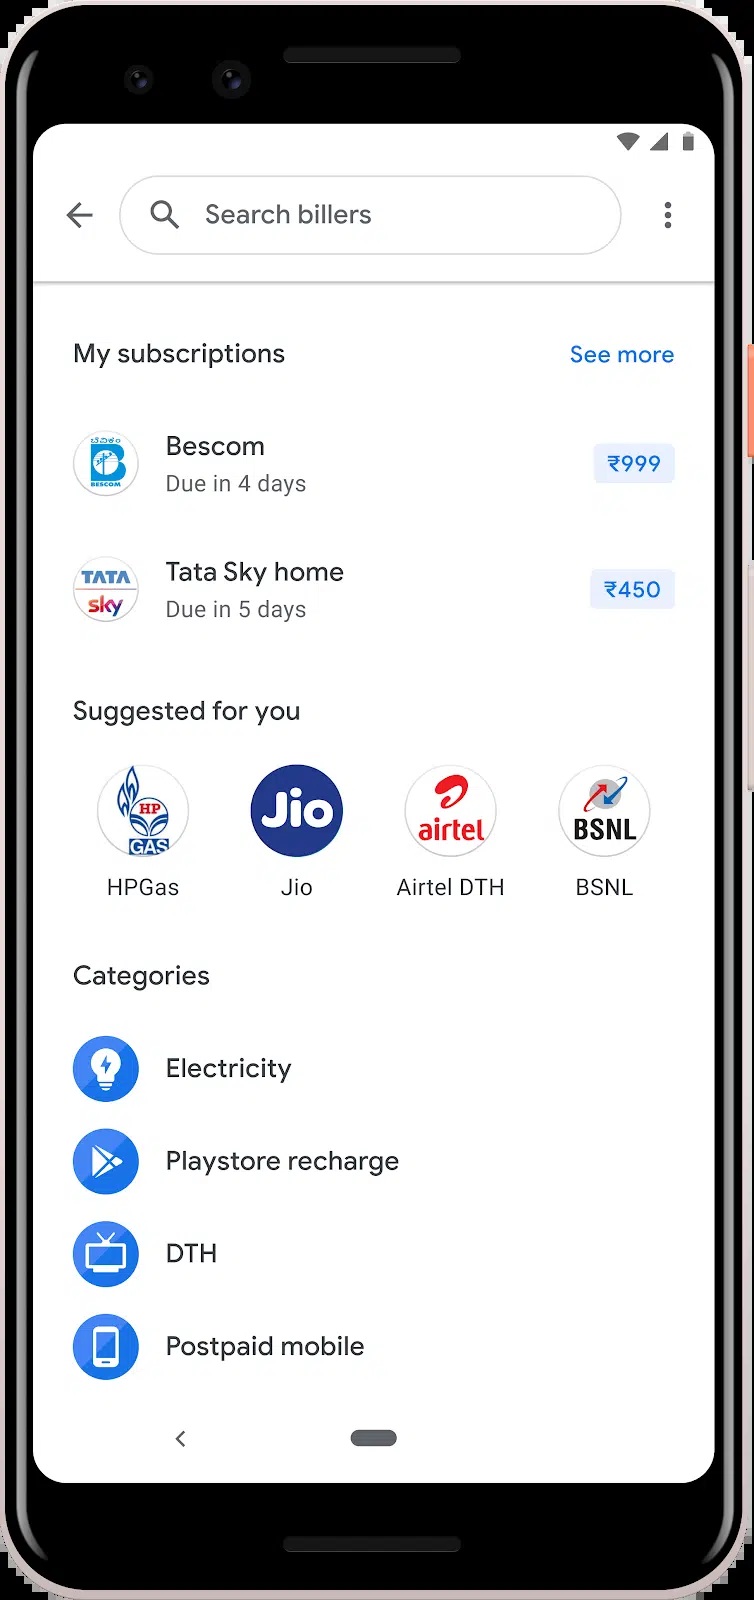 Search billers
My subscriptions
See more
ಬೆವಿಕಂ
B
BESCOM
Bescom
Due in 4 days
₹999
TATA
sky
Tata Sky home
Due in 5 days
₹450
Suggested for you
HP
GAS
Jio
airtel
BSNL
HPGas
Jio
Airtel DTH
BSNL
Categories
Electricity
Playstore recharge
DTH
Postpaid mobile